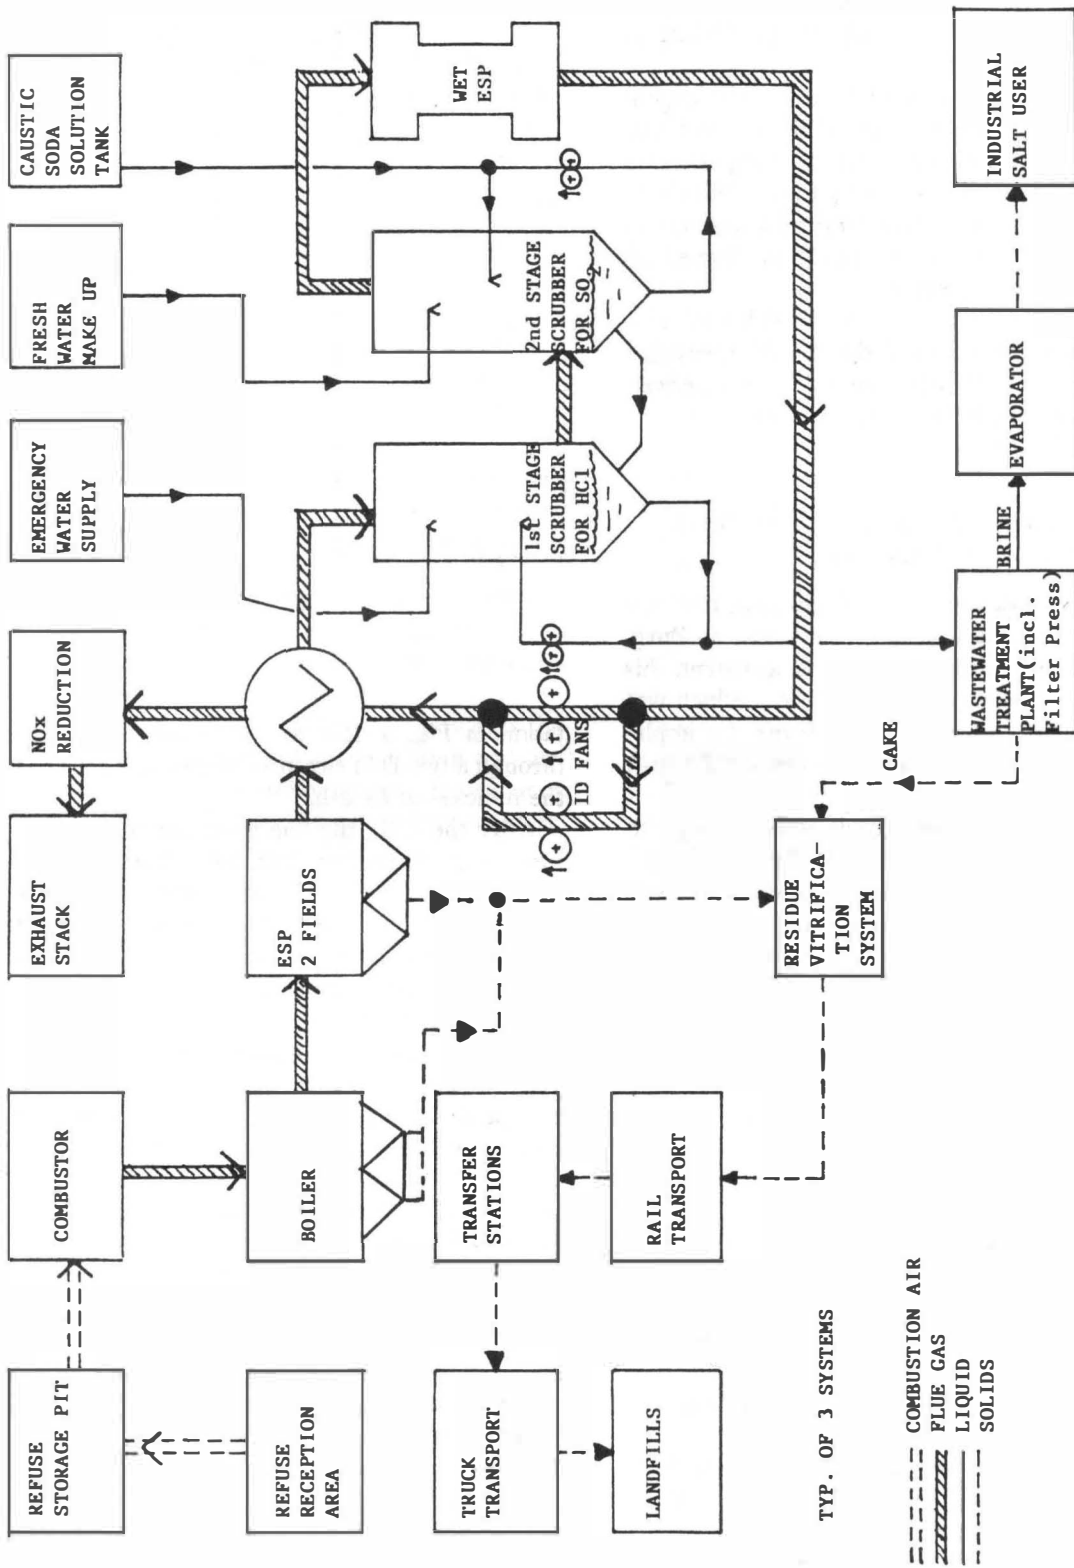 REFUSE
STORAGE PIT
COMBUSTOR
EXHAUST
STACK
NOx
REDUCTION
EMERGENCY
WATER
SUPPLY
FRESH
WATER
MAKE UP
CAUSTIC
SODA
SOLUTION
TANK
REFUSE
RECEPTION
AREA
BOILER
ESP
2 FIELDS
WET
ESP
1st STAGE
SCRUBBER
FOR HCl
2nd STAGE
SCRUBBER
FOR SO2
TRUCK
TRANSPORT
TRANSFER
STATIONS
ID FANS
LANDFILLS
RAIL
TRANSPORT
RESIDUE
VITRIFICA-
TION
SYSTEM
CAKE
WASTEWATER
TREATMENT
PLANT(incl.
Filter Press)
BRINE
EVAPORATOR
INDUSTRIAL
SALT USER
TYP. OF 3 SYSTEMS
COMBUSTION AIR
FLUE GAS
LIQUID
SOLIDS